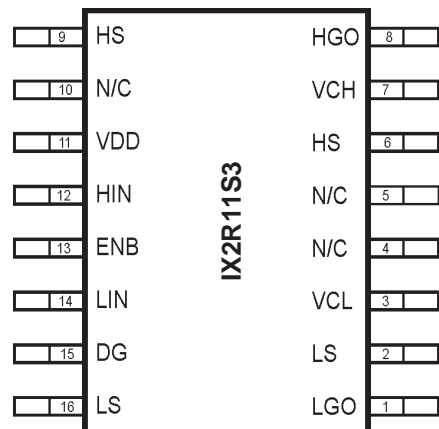 9 HS HGO 8
10 N/C VCH 7
11 VDD HS 6
12 HIN N/C 5
13 ENB N/C 4
14 LIN VCL 3
15 DG LS 2
16 LS LGO 1
IX2R11S3